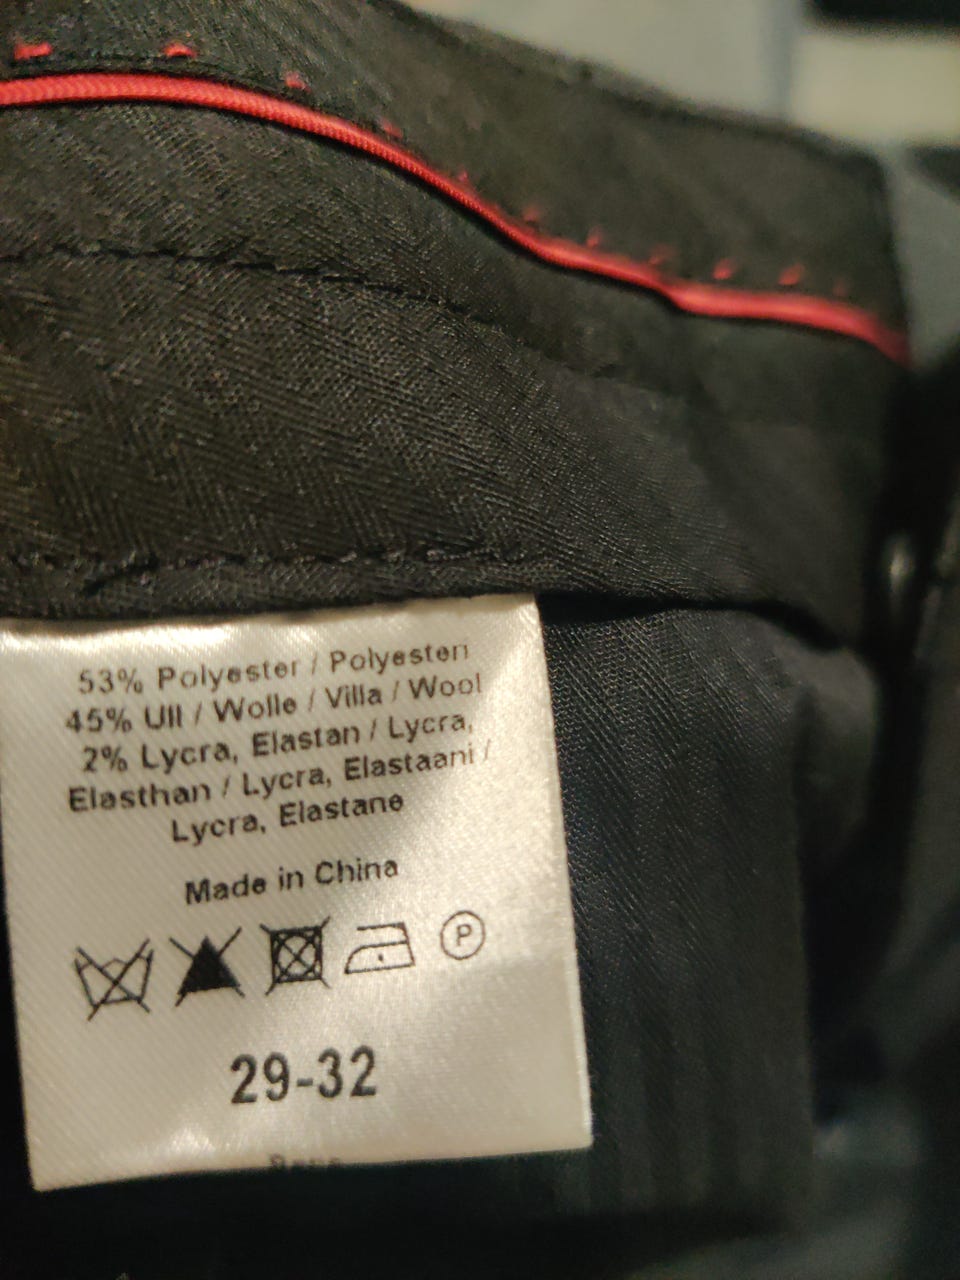 53% Polyester / Polyesteri
45% Ull / Wolle / Villa / Wool
2% Lycra, Elastan / Lycra,
Elasthan / Lycra, Elastaani /
Lycra, Elastane
Made in China
P
29-32